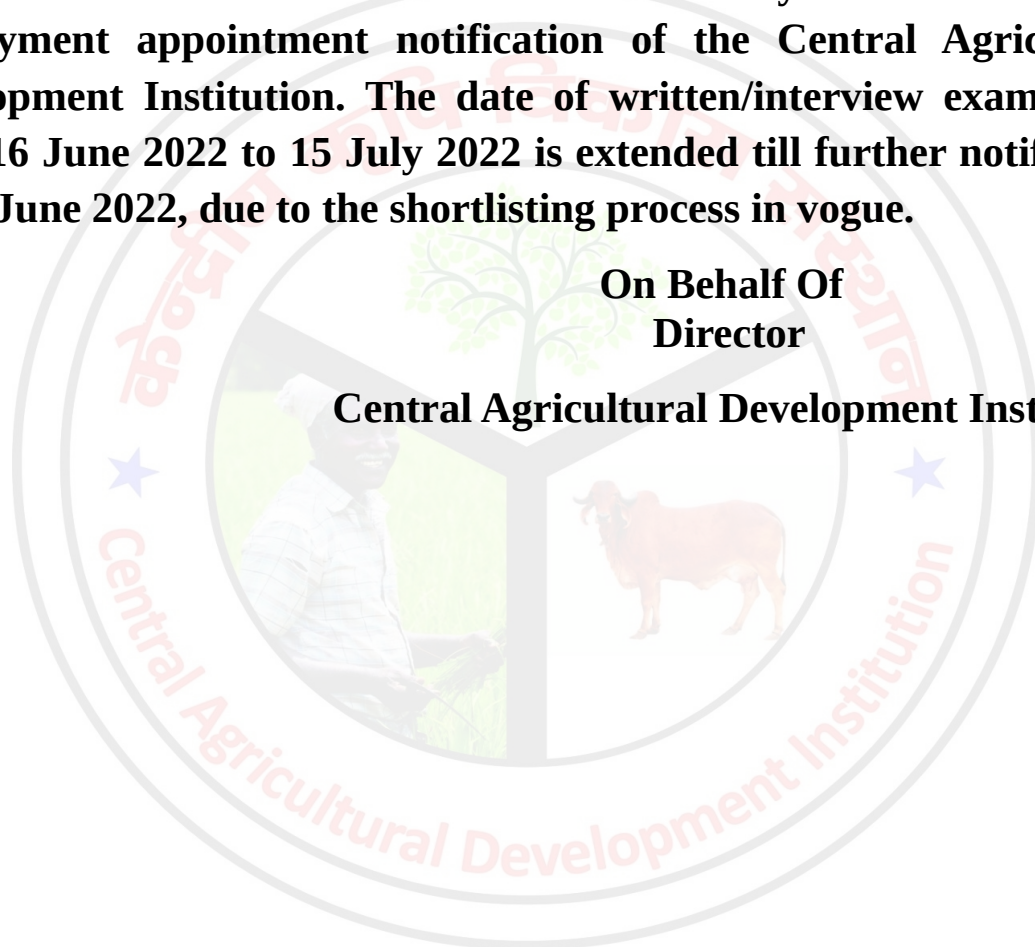 yment appointment notification of the Central Agric
opment Institution. The date of written/interview exam
16 June 2022 to 15 July 2022 is extended till further notif
June 2022, due to the shortlisting process in vogue.
On Behalf Of
Director
Central Agricultural Development Inst
केन्द्रीय कृषि विकास संस्थान
Central Agricultural Development Institution